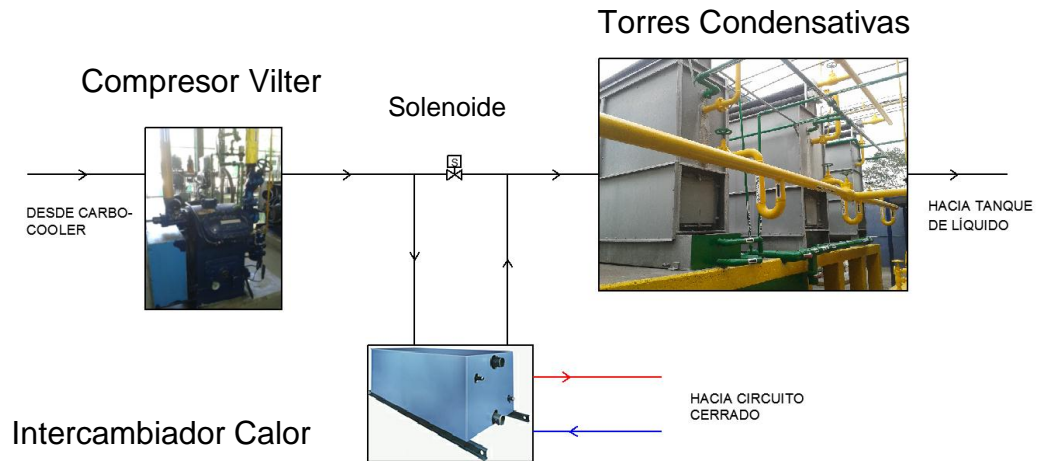 Torres Condensativas
Compresor Vilter
Solenoide
S
DESDE CARBO-
COOLER
HACIA TANQUE
DE LÍQUIDO
HACIA CIRCUITO
CERRADO
Intercambiador Calor